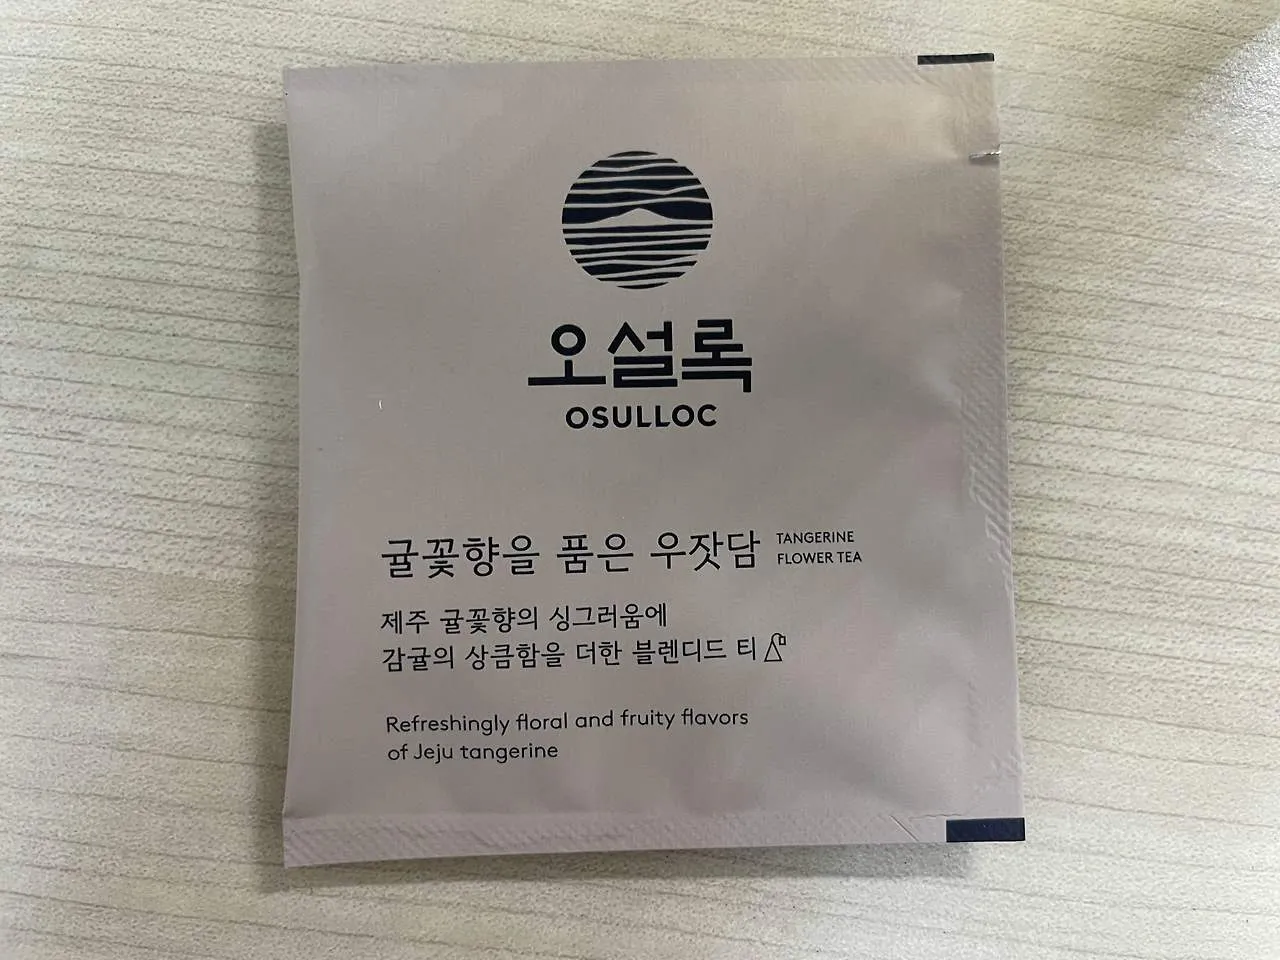 오설록
OSULLOC
귤꽃향을 품은 우잣담 TANGERINE
FLOWER TEA
제주 귤꽃향의 싱그러움에
감귤의 상큼함을 더한 블렌디드 티
Refreshingly floral and fruity flavors
of Jeju tangerine